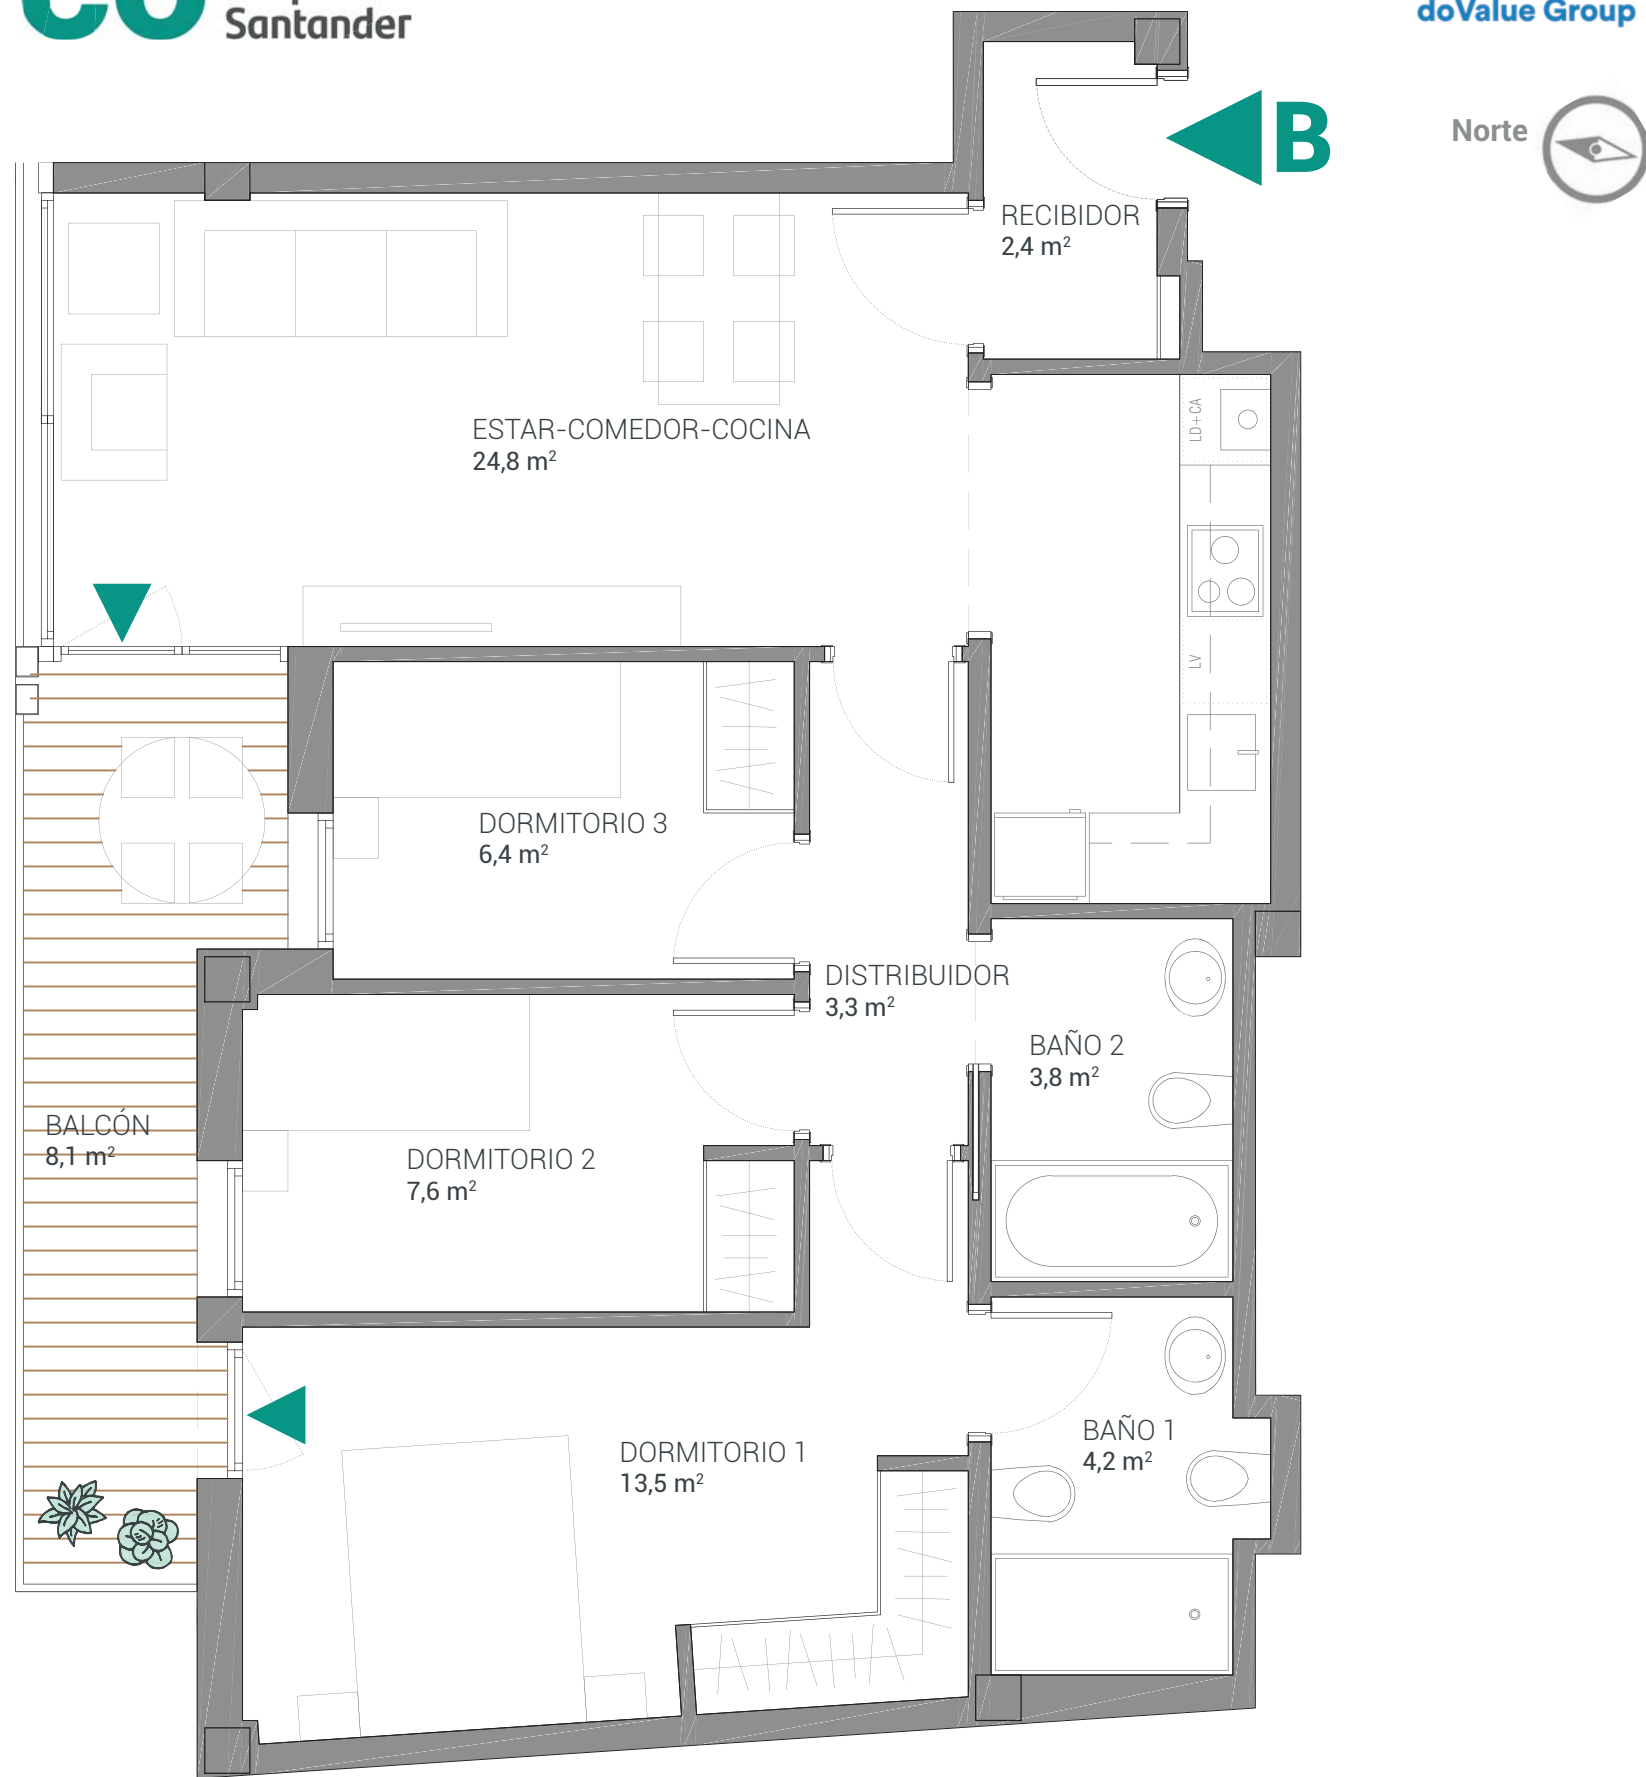 Santander
doValue Group
B
Norte
RECIBIDOR
2,4 m²
ESTAR-COMEDOR-COCINA
24,8 m²
LD+CA
LV
DORMITORIO 3
6,4 m²
DISTRIBUIDOR
3,3 m²
BAÑO 2
3,8 m²
BALCÓN
8,1 m²
DORMITORIO 2
7,6 m²
DORMITORIO 1
13,5 m²
BAÑO 1
4,2 m²